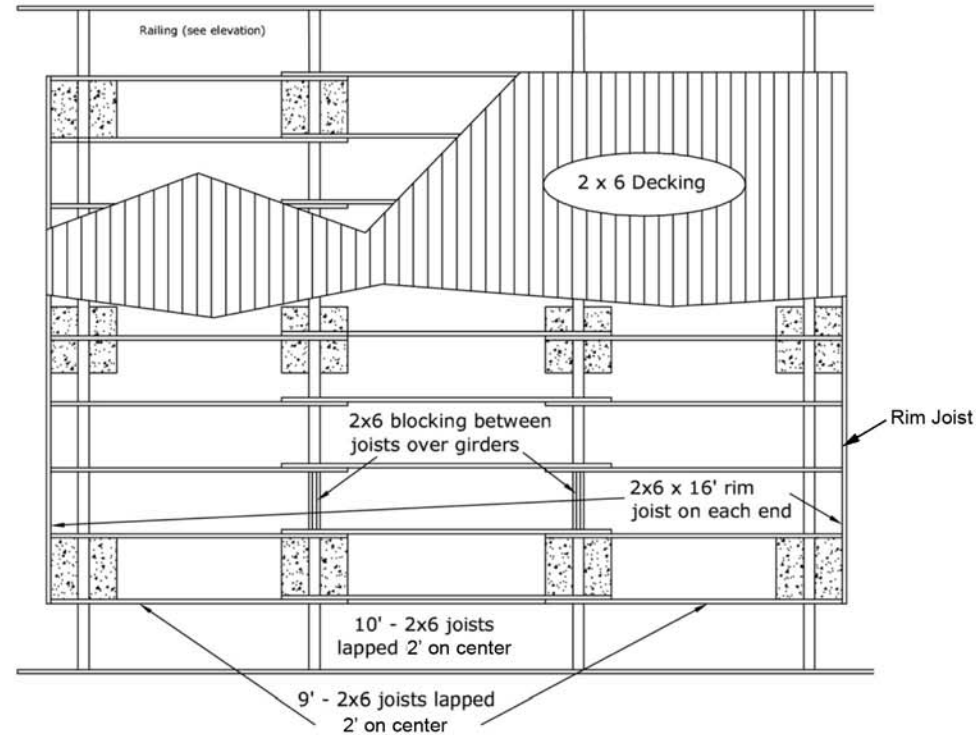 Railing (see elevation)
2 x 6 Decking
Rim Joist
2x6 blocking between
joists over girders
2x6 x 16' rim
joist on each end
10' - 2x6 joists
lapped 2' on center
9' - 2x6 joists lapped
2' on center